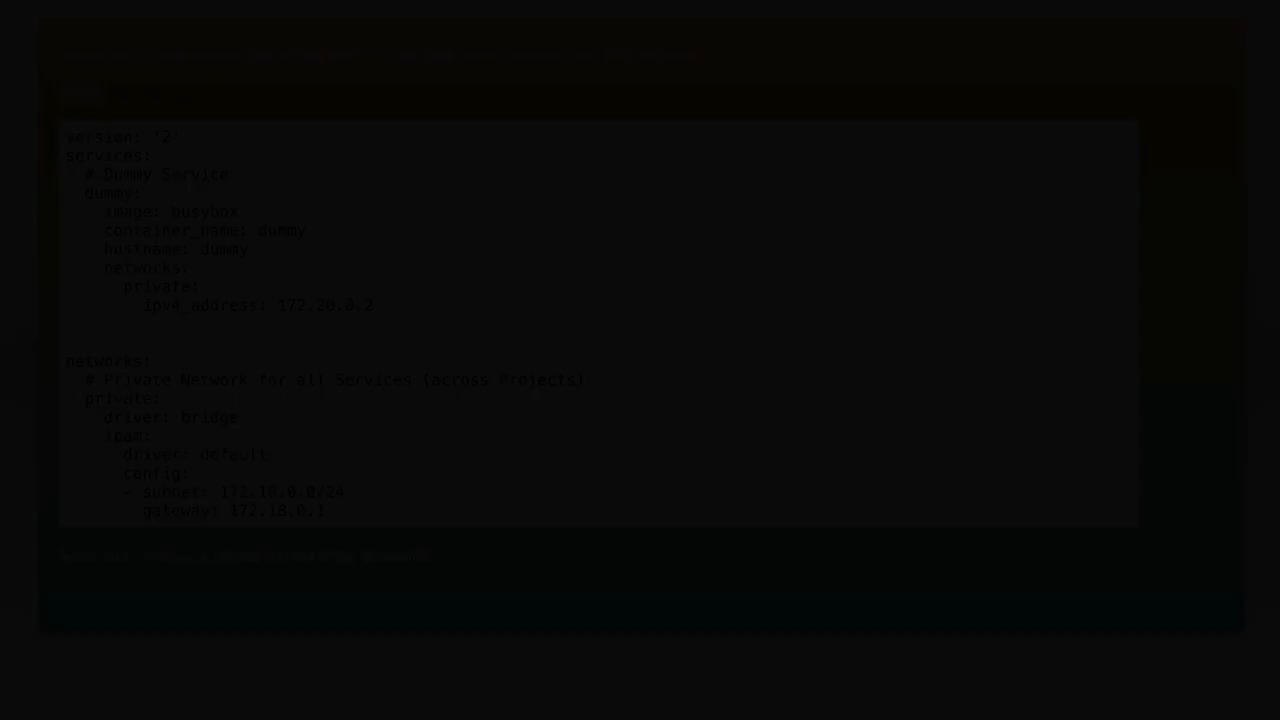 version: '2'
services:
  # Dummy Service
  dummy:
    image: busybox
    container_name: dummy
    hostname: dummy
    networks:
      private:
        ipv4_address: 172.20.0.2
networks:
  # Private Network for all Services (across Projects)
  private:
    driver: bridge
    ipam:
      driver: default
      config:
      - subnet: 172.18.0.0/24
        gateway: 172.18.0.1